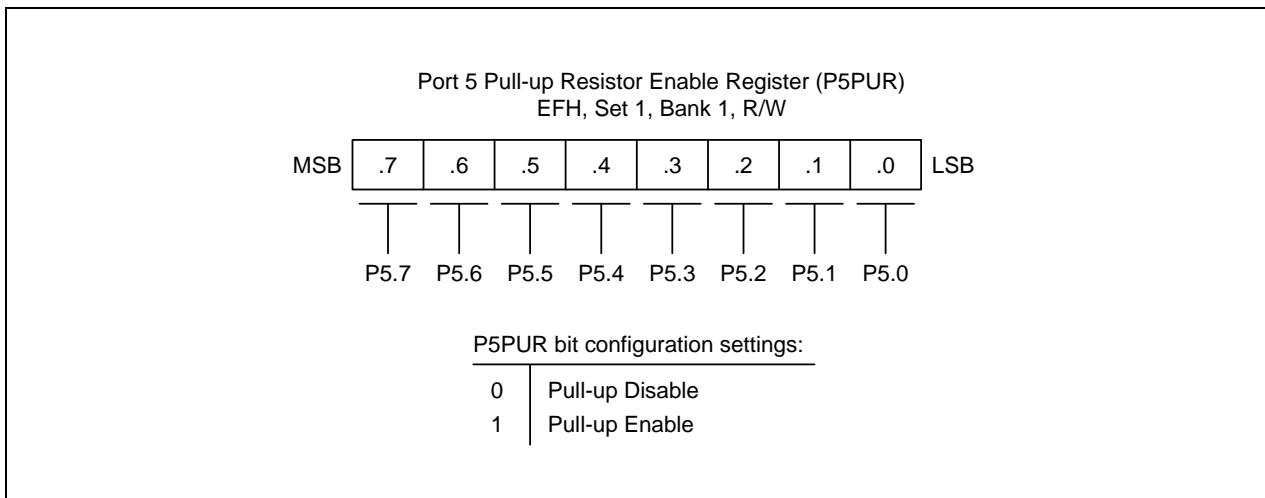 Port 5 Pull-up Resistor Enable Register (P5PUR)
EFH, Set 1, Bank 1, R/W
MSB .7 .6 .5 .4 .3 .2 .1 .0 LSB
P5.7 P5.6 P5.5 P5.4 P5.3 P5.2 P5.1 P5.0
P5PUR bit configuration settings:
0 Pull-up Disable
1 Pull-up Enable